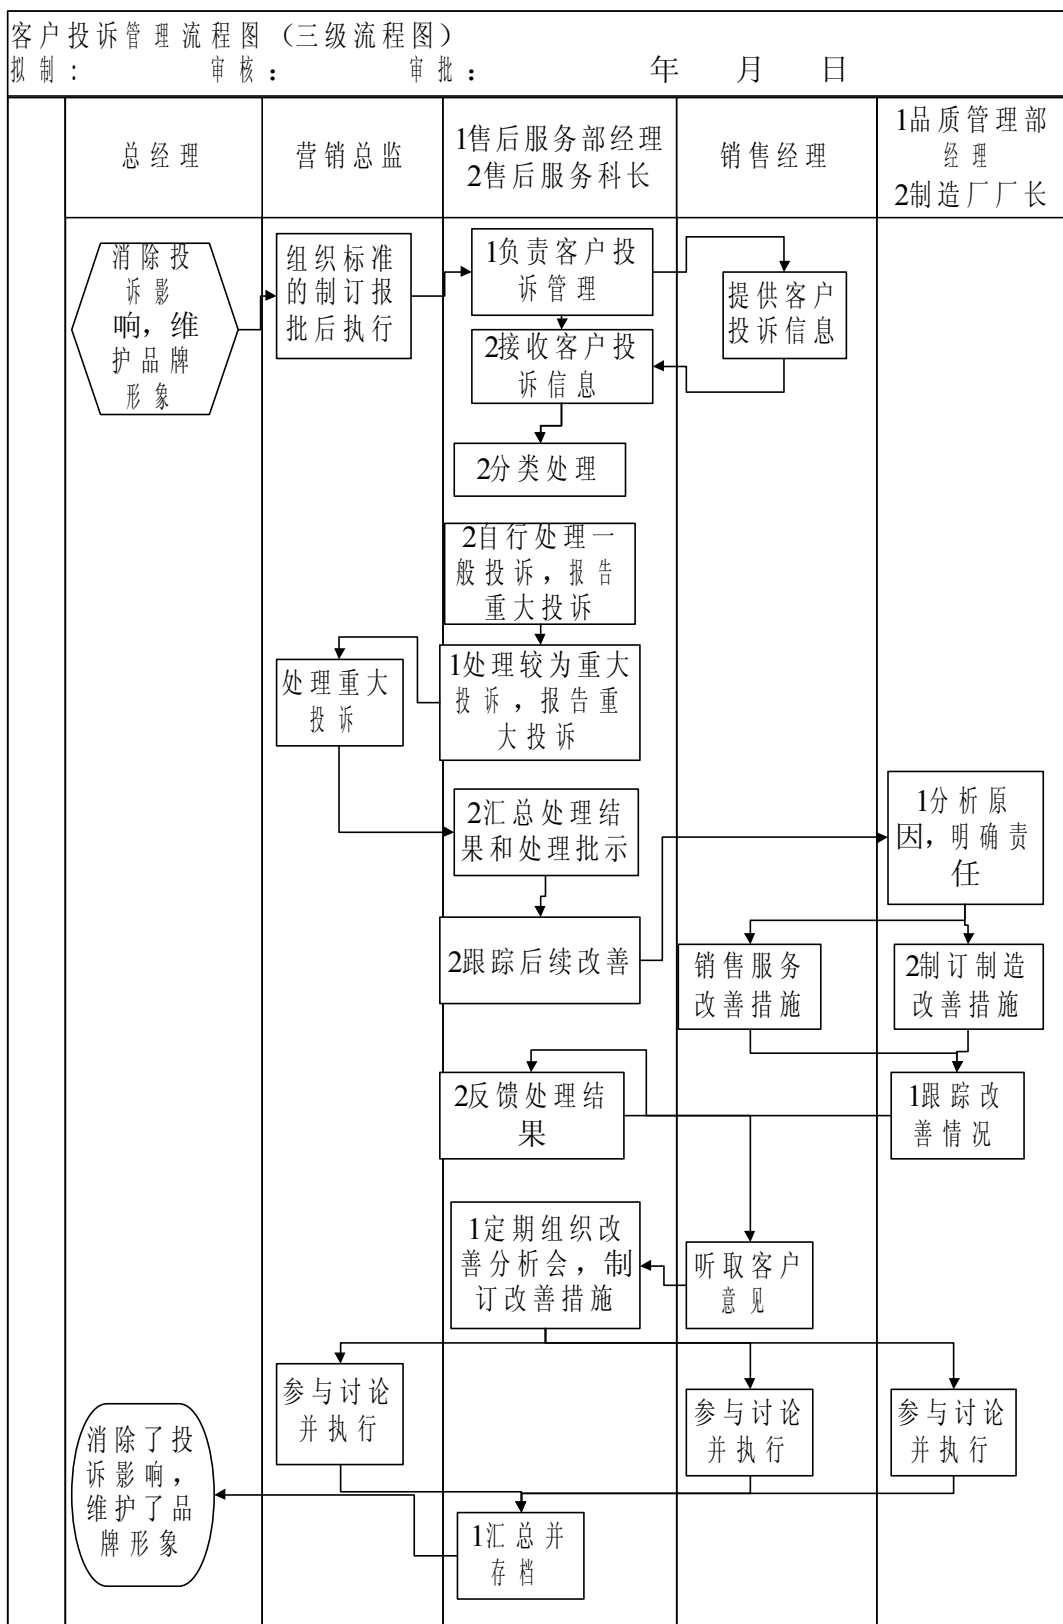 客户投诉管理流程图（三级流程图）
拟制： 审核： 审批： 年 月 日
总经理
营销总监
1售后服务部经理
2售后服务科长
销售经理
1品质管理部
经理
2制造厂厂长
消除投
诉影
响，维
护品牌
形象
组织标准
的制订报
批后执行
1负责客户投
诉管理
提供客户
投诉信息
2接收客户投
诉信息
2分类处理
2自行处理一
般投诉，报告
重大投诉
1处理较为重大
投诉，报告重
大投诉
处理重大
投诉
2汇总处理结
果和处理批示
1分析原
因，明确责
任
2跟踪后续改善
销售服务
改善措施
2制订制造
改善措施
2反馈处理结
果
1跟踪改
善情况
1定期组织改
善分析会，制
订改善措施
听取客户
意见
参与讨论
并执行
参与讨论
并执行
参与讨论
并执行
消除了投
诉影响，
维护了品
牌形象
1汇总并
存档